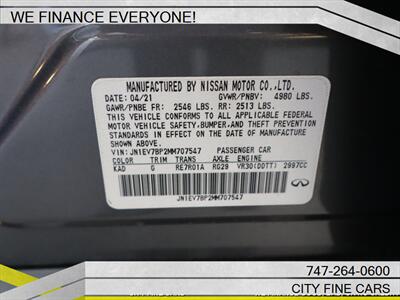 WE FINANCE EVERYONE!
MANUFACTURED BY NISSAN MOTOR CO.,LTD.
DATE: 04/21 GVWR/PNBV: 4980 LBS.
GAWR/PNBE FR: 2546 LBS. RR: 2513 LBS.
THIS VEHICLE CONFORMS TO ALL APPLICABLE
FEDERAL MOTOR VEHICLE SAFETY,BUMPER,AND THEFT PREVENTION
STANDARDS IN EFFECT ON THE DATE OF MANUFACTURE
SHOWN ABOVE.
VIN: JN1EV7BP2MM707547 PASSENGER CAR
COLOR TRIM TRANS AXLE ENGINE
KAD G RE7R01A RG29 VR30(DDTT) 2997CC
JN1EV7BP2MM707547
INFINITI
747-264-0600
CITY FINE CARS